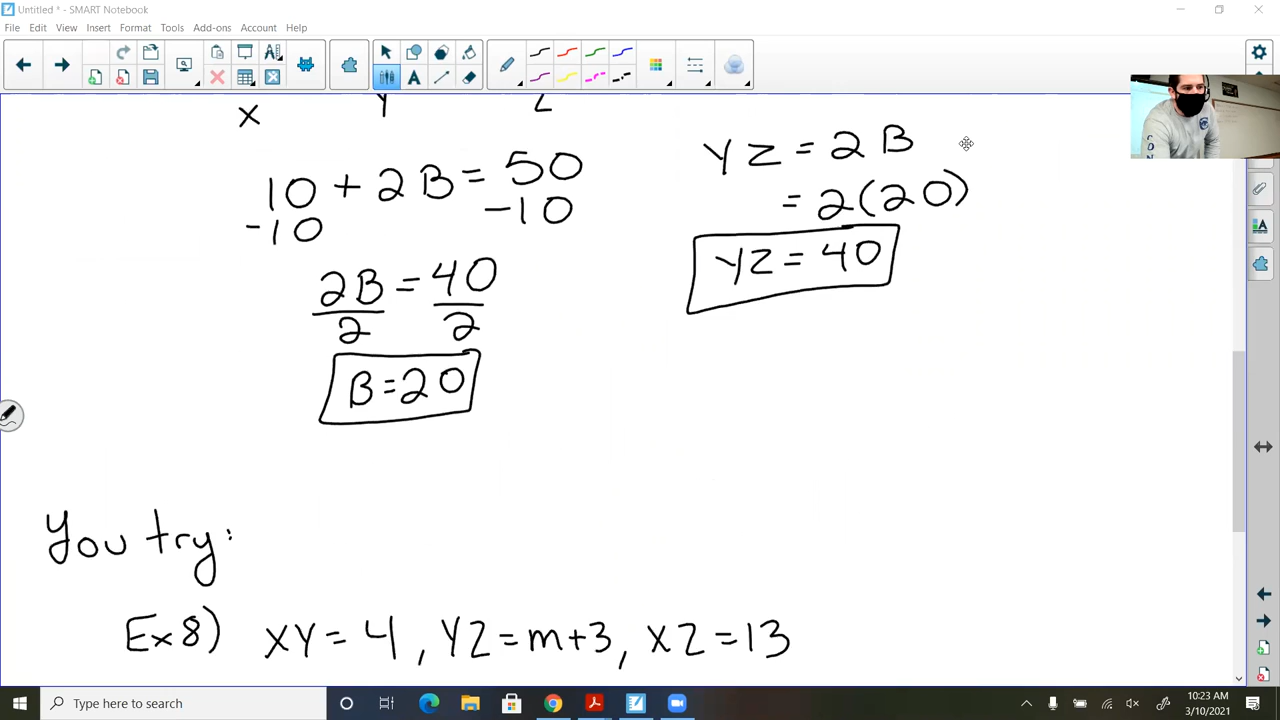 Untitled * - SMART Notebook
File Edit View Insert Format Tools Add-ons Account Help
X Y Z
10 + 2B = 50
-10 -10
2B = 40
2 2
B = 20
YZ = 2B
= 2(20)
YZ = 40
You try:
Ex 8) XY = 4, YZ = m+3, XZ = 13
Type here to search
10:23 AM
3/10/2021